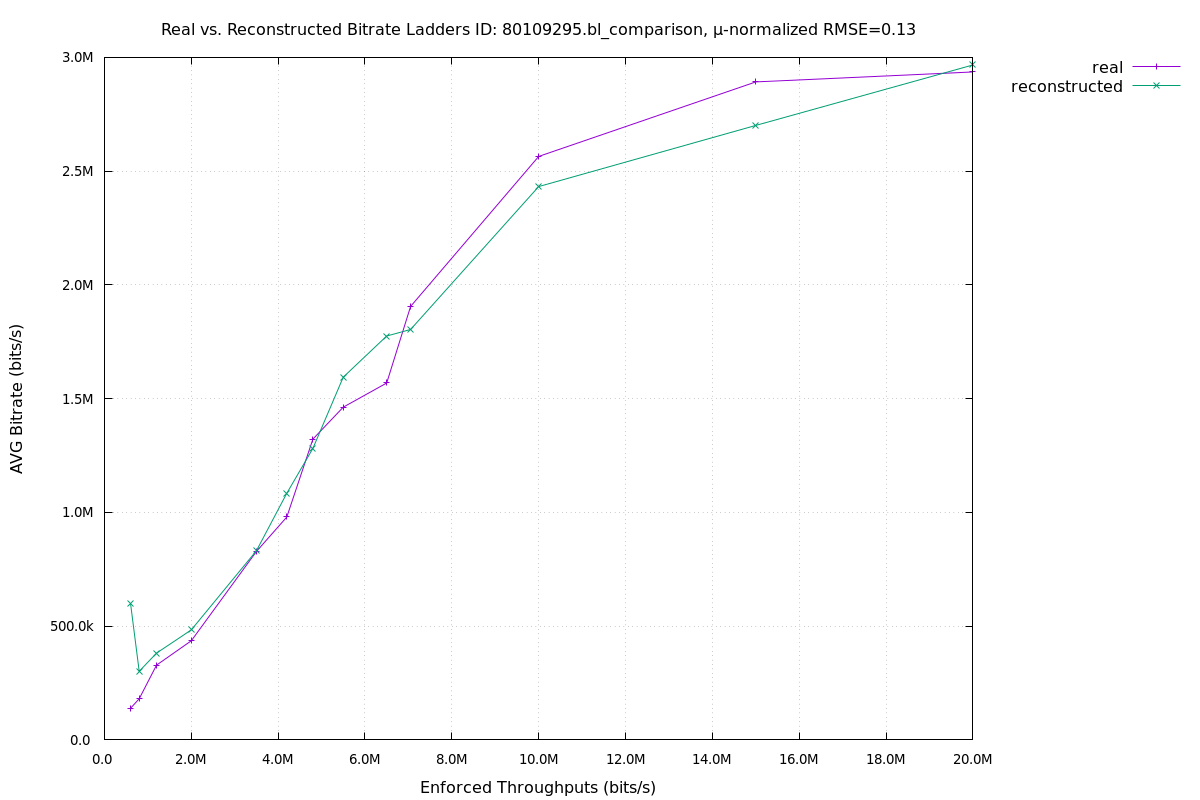 Real vs. Reconstructed Bitrate Ladders ID: 80109295.bl_comparison, μ-normalized RMSE=0.13
real
reconstructed
3.0M
2.5M
2.0M
1.5M
1.0M
500.0k
0.0
AVG Bitrate (bits/s)
0.0 2.0M 4.0M 6.0M 8.0M 10.0M 12.0M 14.0M 16.0M 18.0M 20.0M
Enforced Throughputs (bits/s)